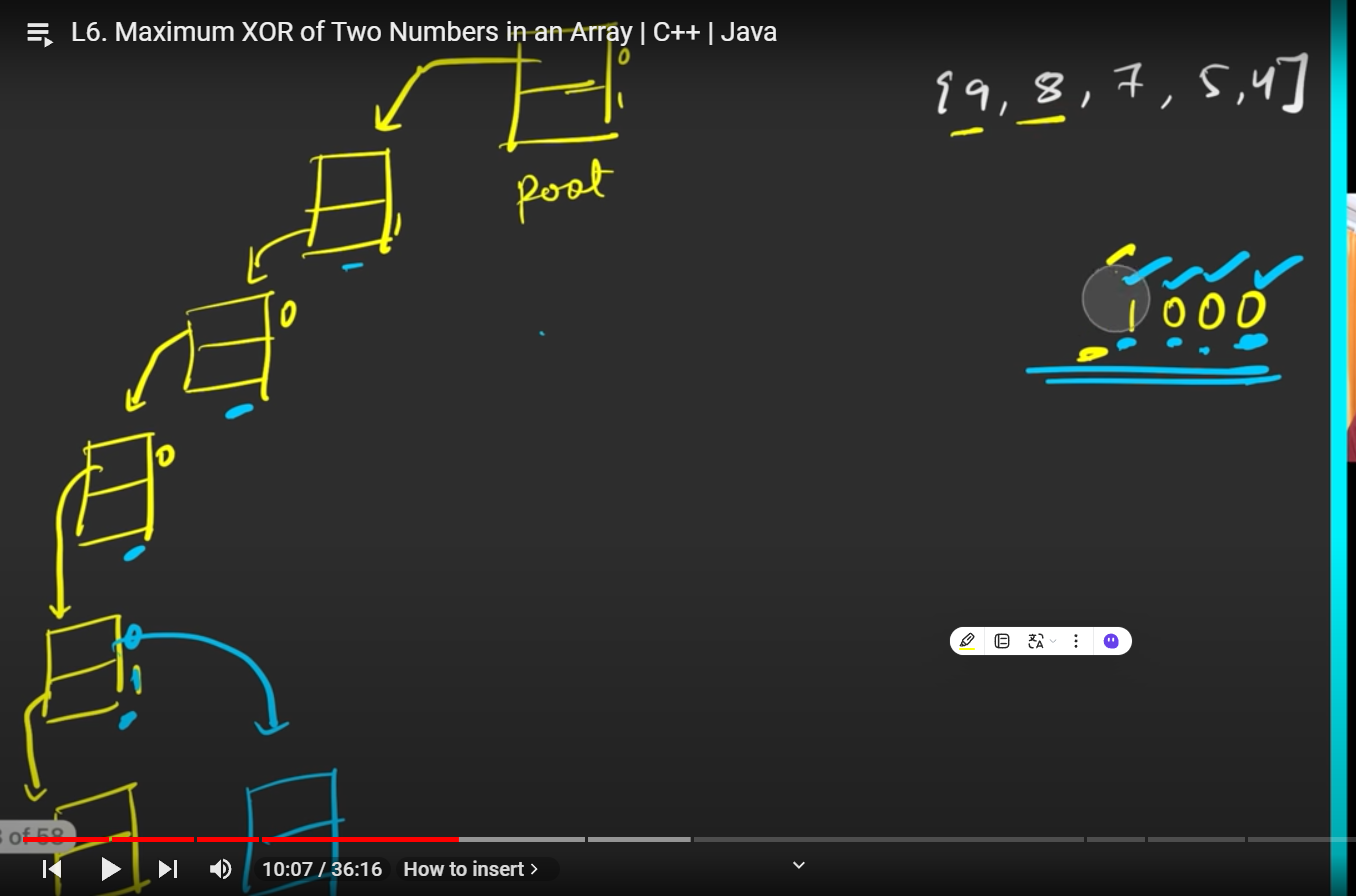 L6. Maximum XOR of Two Numbers in an Array | C++ | Java
0
1
{9, 8, 7, 5, 4]
Root
1
0
1000
0
0
1
of 58
10:07 / 36:16 How to insert